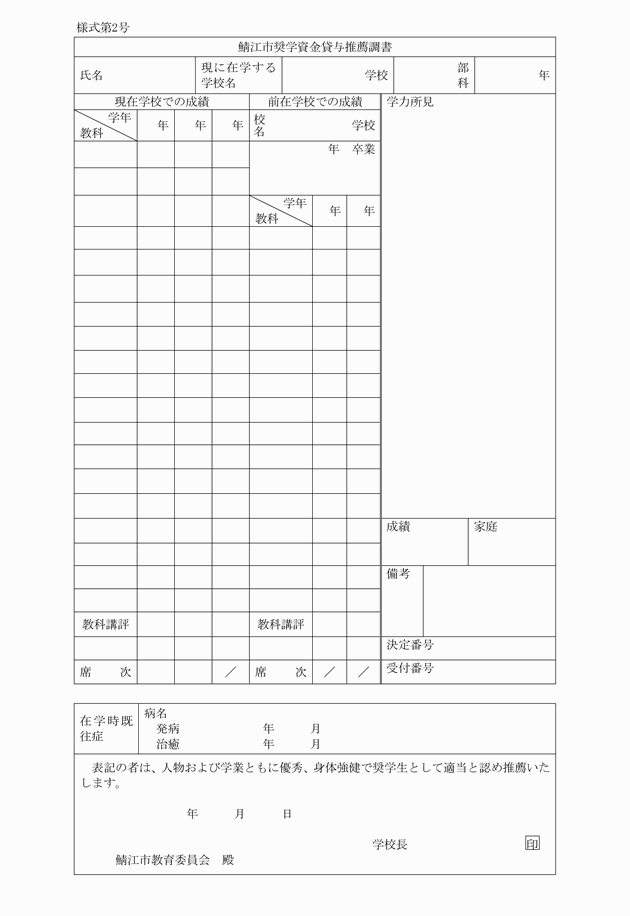 様式第2号
鯖江市奨学資金貸与推薦調書
氏名 現に在学する学校名 学校 部科 年
現在学校での成績 前在学校での成績 学力所見
学年 教科 年 年 年 校名 学校
年 卒業
学年 教科 年 年
成績 家庭
備考
教科講評 教科講評
決定番号
席 次 ／ 席 次 ／ ／ 受付番号
在学時既往症 病名
発病 年 月
治癒 年 月
表記の者は、人物および学業ともに優秀、身体強健で奨学生として適当と認め推薦いた
します。
年 月 日
学校長 印
鯖江市教育委員会 殿